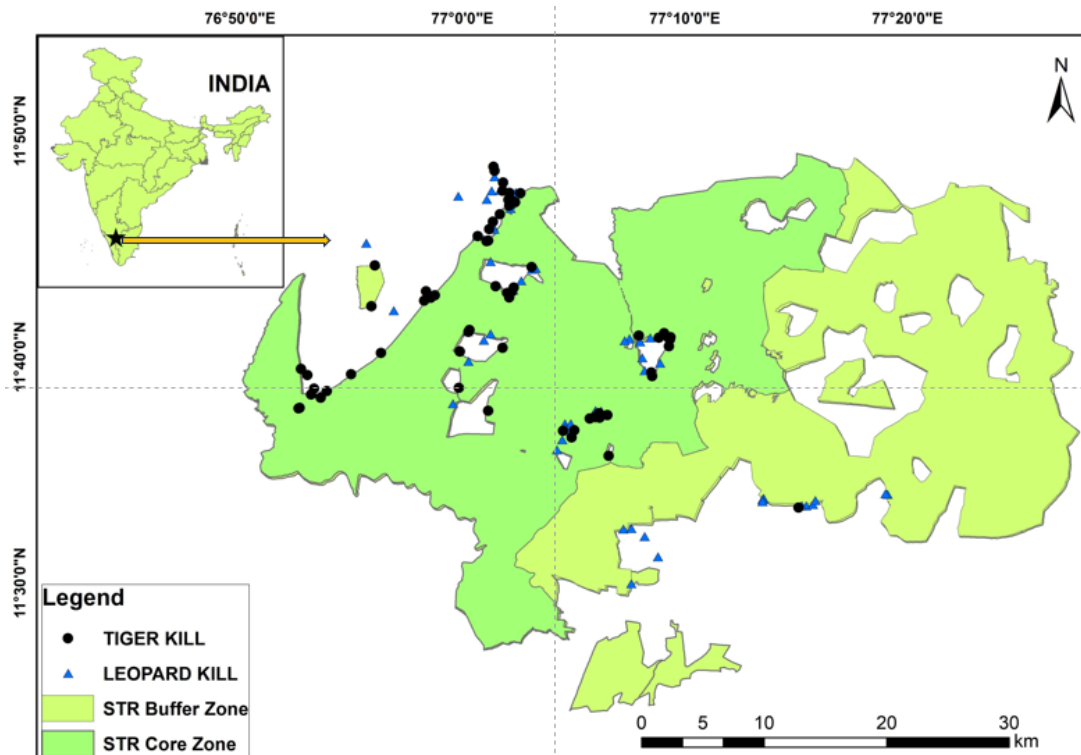 76°50'0"E 77°0'0"E 77°10'0"E 77°20'0"E
INDIA
N
11°50'0"N
11°40'0"N
11°30'0"N
Legend
TIGER KILL
LEOPARD KILL
STR Buffer Zone
STR Core Zone
0 5 10 20 30
km